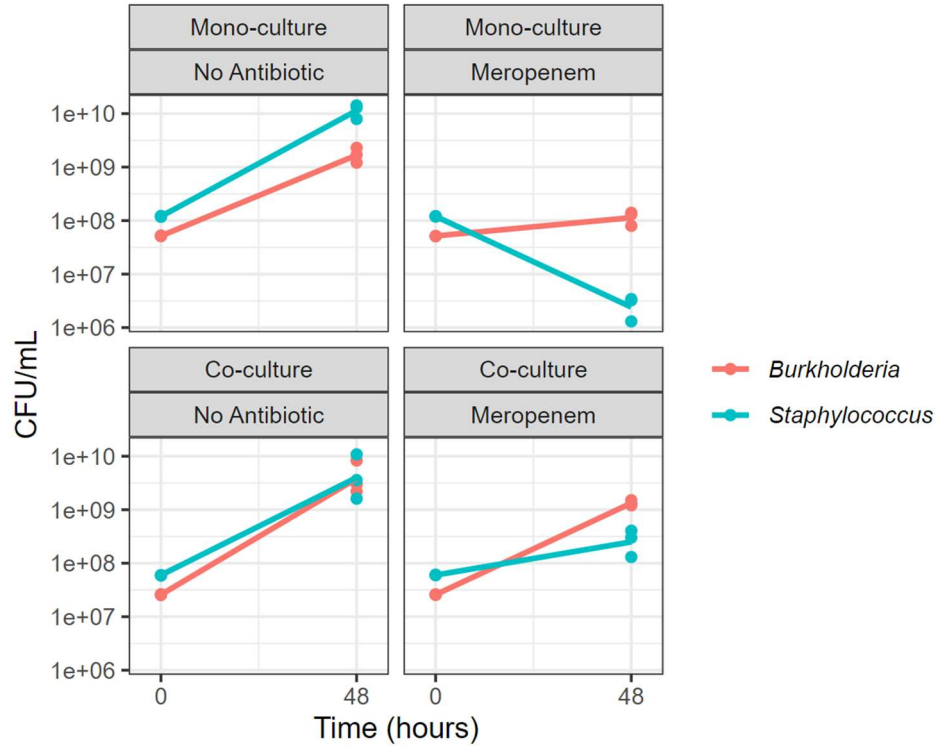 Mono-culture
Mono-culture
No Antibiotic
Meropenem
1e+10
1e+09
1e+08
1e+07
1e+06
Co-culture
Co-culture
No Antibiotic
Meropenem
1e+10
1e+09
1e+08
1e+07
1e+06
0
48
0
48
CFU/mL
Time (hours)
Burkholderia
Staphylococcus